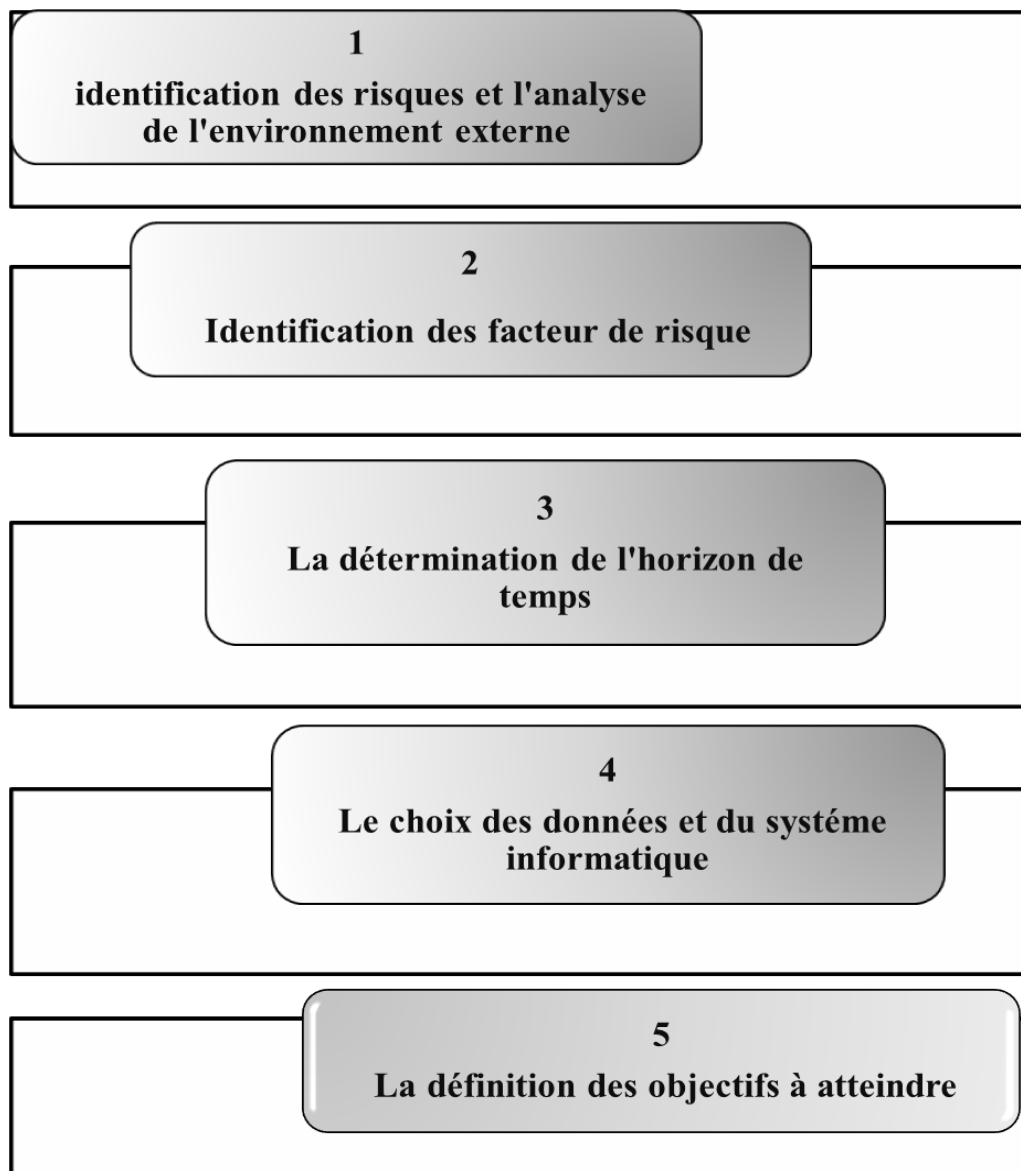 1
identification des risques et l'analyse
de l'environnement externe
2
Identification des facteur de risque
3
La détermination de l'horizon de
temps
4
Le choix des données et du systéme
informatique
5
La définition des objectifs à atteindre